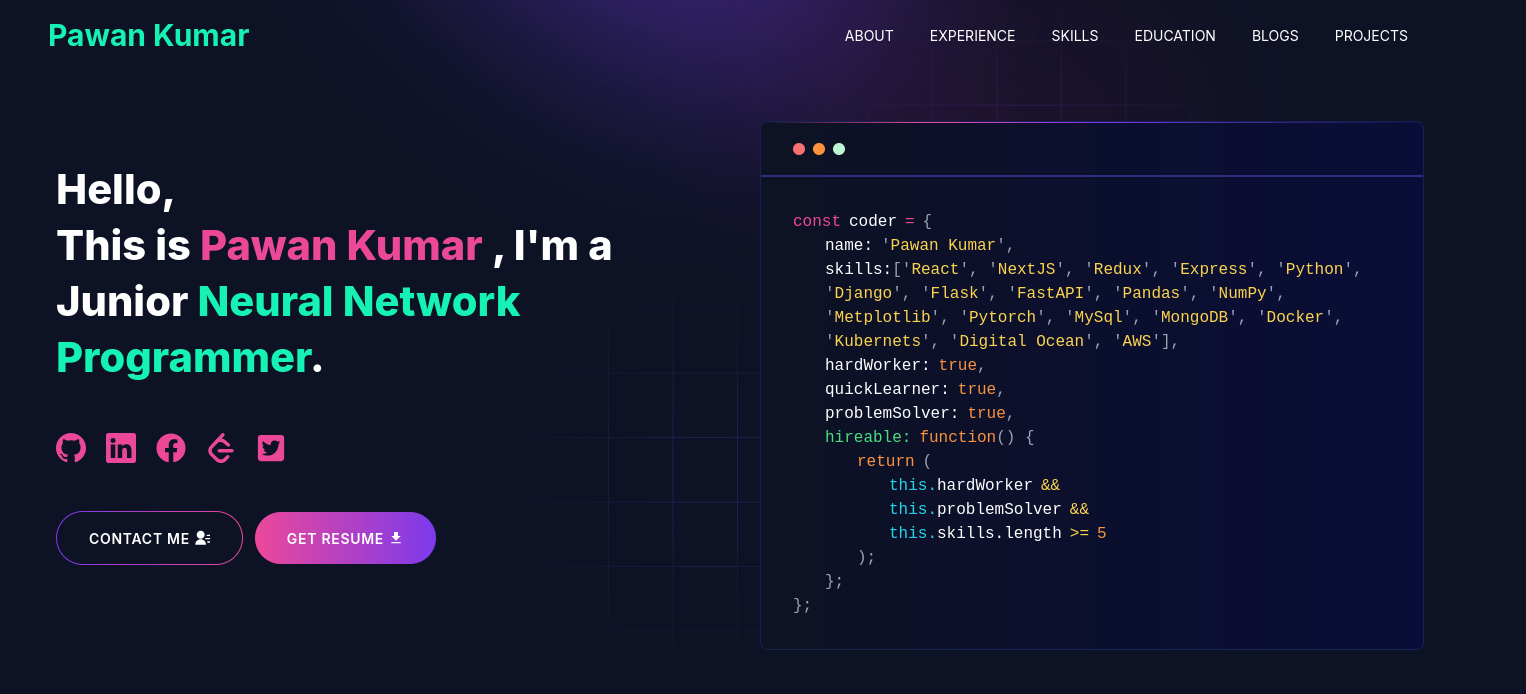 Pawan Kumar
ABOUT EXPERIENCE SKILLS EDUCATION BLOGS PROJECTS
Hello,
This is Pawan Kumar , I'm a
Junior Neural Network
Programmer.
CONTACT ME GET RESUME
const coder = {
name: 'Pawan Kumar',
skills:['React', 'NextJS', 'Redux', 'Express', 'Python',
'Django', 'Flask', 'FastAPI', 'Pandas', 'NumPy',
'Metplotlib', 'Pytorch', 'MySql', 'MongoDB', 'Docker',
'Kubernets', 'Digital Ocean', 'AWS'],
hardWorker: true,
quickLearner: true,
problemSolver: true,
hireable: function() {
return (
this.hardWorker &&
this.problemSolver &&
this.skills.length >= 5
);
};
};